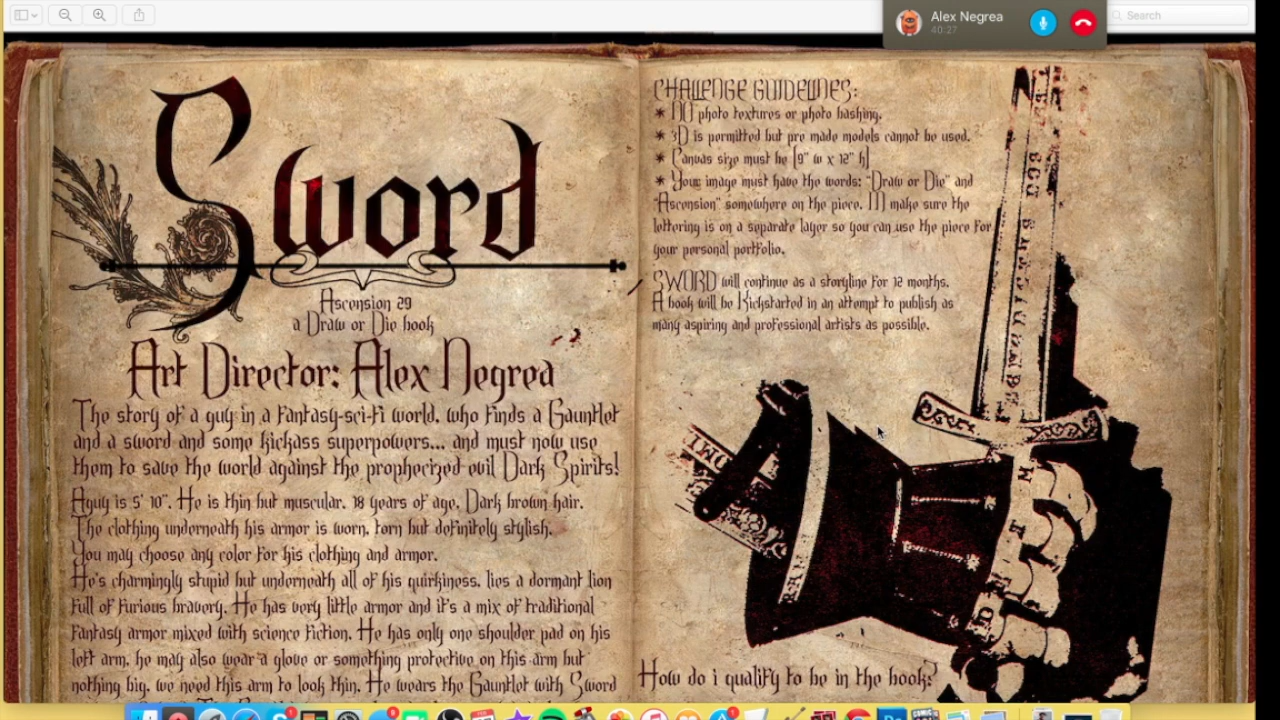 Alex Negrea
40:27
Search
Sword
Ascension 29
a Draw or Die book
Art Director: Alex Negrea
The story of a guy in a fantasy-sci-fi world, who finds a Gauntlet
and a sword and some kickass superpowers... and must now use
them to save the world against the prophecized evil Dark Spirits!
Aguy is 5' 10". He is thin but muscular. 18 years of age. Dark brown hair.
The clothing underneath his armor is worn, torn but definitely stylish.
You may choose any color for his clothing and armor.
He's charmingly stupid but underneath all of his quirkiness, lies a dormant lion
full of furious bravery. He has very little armor and it's a mix of traditional
fantasy armor mixed with science fiction. He has only one shoulder pad on his
left arm, he may also wear a glove or something protective on this arm but
nothing big, we need this arm to look thin. He wears the Gauntlet with Sword
CHALLENGE GUIDELINES:
* NO photo textures or photo bashing.
* 3D is permitted but pre made models cannot be used.
* Canvas size must be [9" w x 12" h]
* Your image must have the words: "Draw or Die" and
"Ascension" somewhere on the piece. I'll make sure the
lettering is on a separate layer so you can use the piece for
your personal portfolio.
SWORD will continue as a storyline for 12 months.
A book will be Kickstarted in an attempt to publish as
many aspiring and professional artists as possible.
How do i qualify to be in the book?